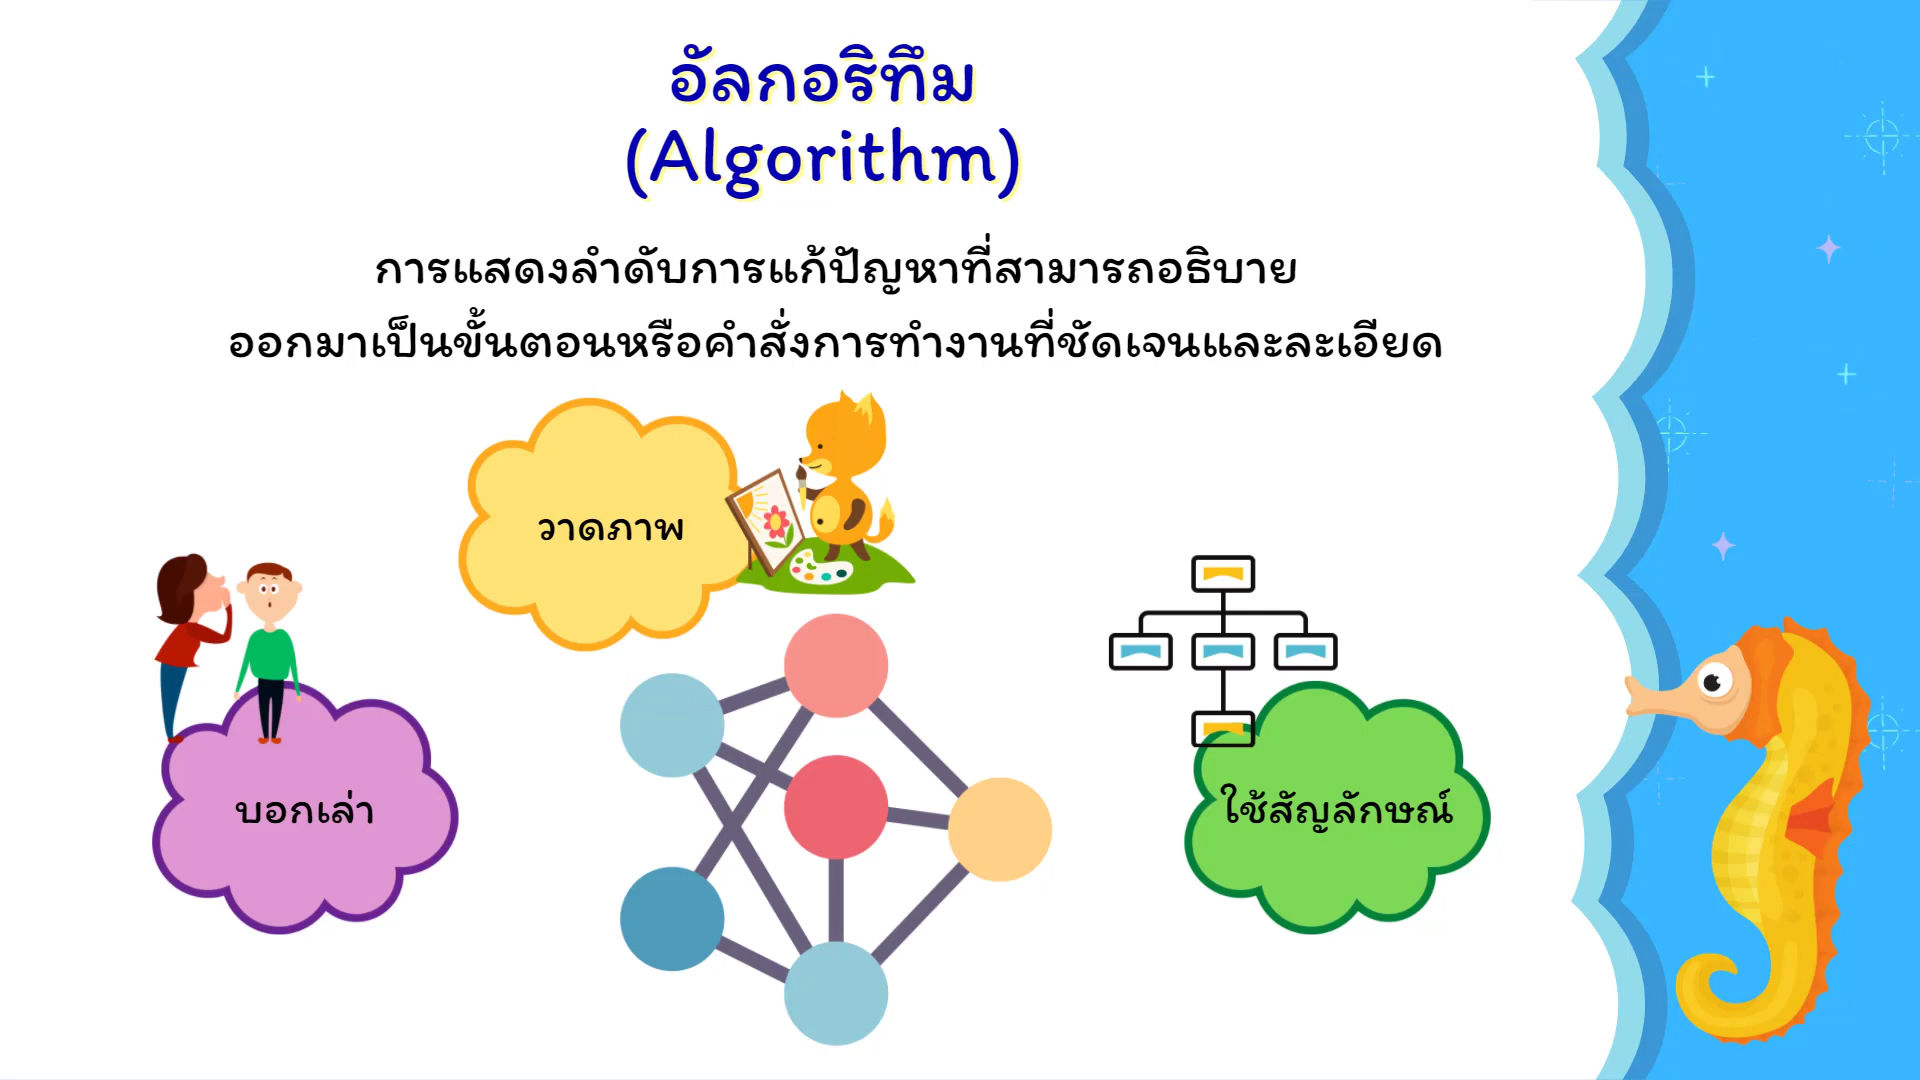 อัลกอริทึม
(Algorithm)
การแสดงลำดับการแก้ปัญหาที่สามารถอธิบาย
ออกมาเป็นขั้นตอนหรือคำสั่งการทำงานที่ชัดเจนและละเอียด
วาดภาพ
บอกเล่า
ใช้สัญลักษณ์